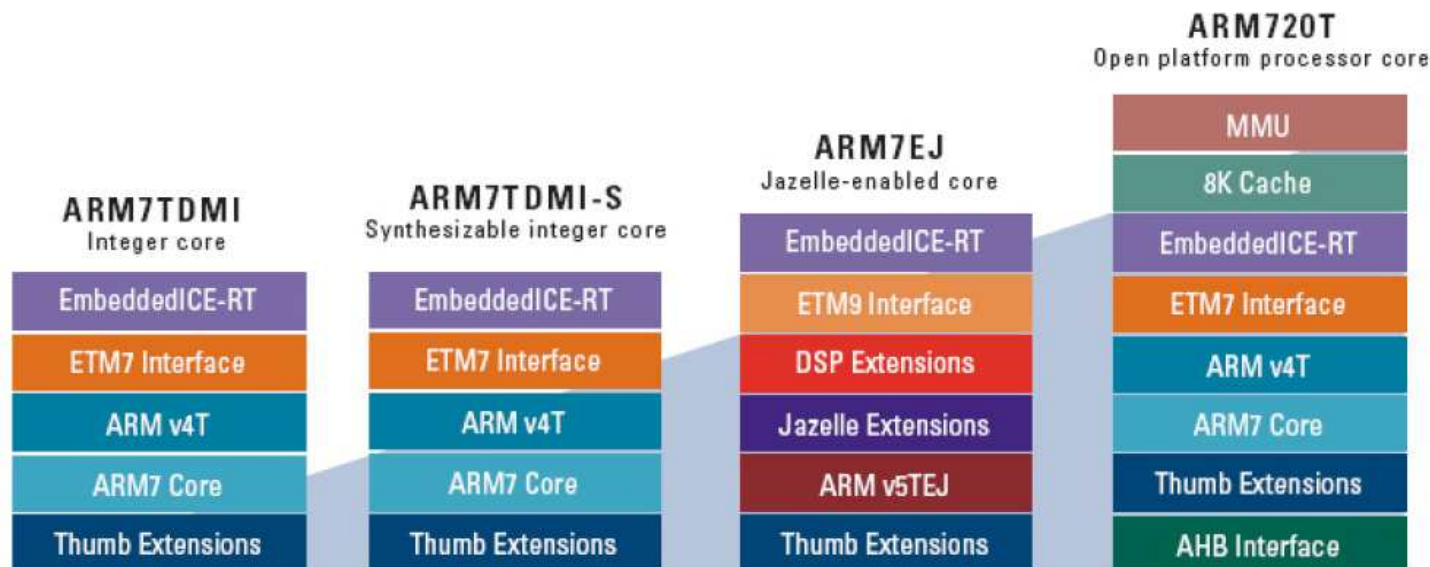 ARM7TDMI
Integer core
EmbeddedICE-RT
ETM7 Interface
ARM v4T
ARM7 Core
Thumb Extensions
ARM7TDMI-S
Synthesizable integer core
EmbeddedICE-RT
ETM7 Interface
ARM v4T
ARM7 Core
Thumb Extensions
ARM7EJ
Jazelle-enabled core
EmbeddedICE-RT
ETM9 Interface
DSP Extensions
Jazelle Extensions
ARM v5TEJ
Thumb Extensions
ARM720T
Open platform processor core
MMU
8K Cache
EmbeddedICE-RT
ETM7 Interface
ARM v4T
ARM7 Core
Thumb Extensions
AHB Interface